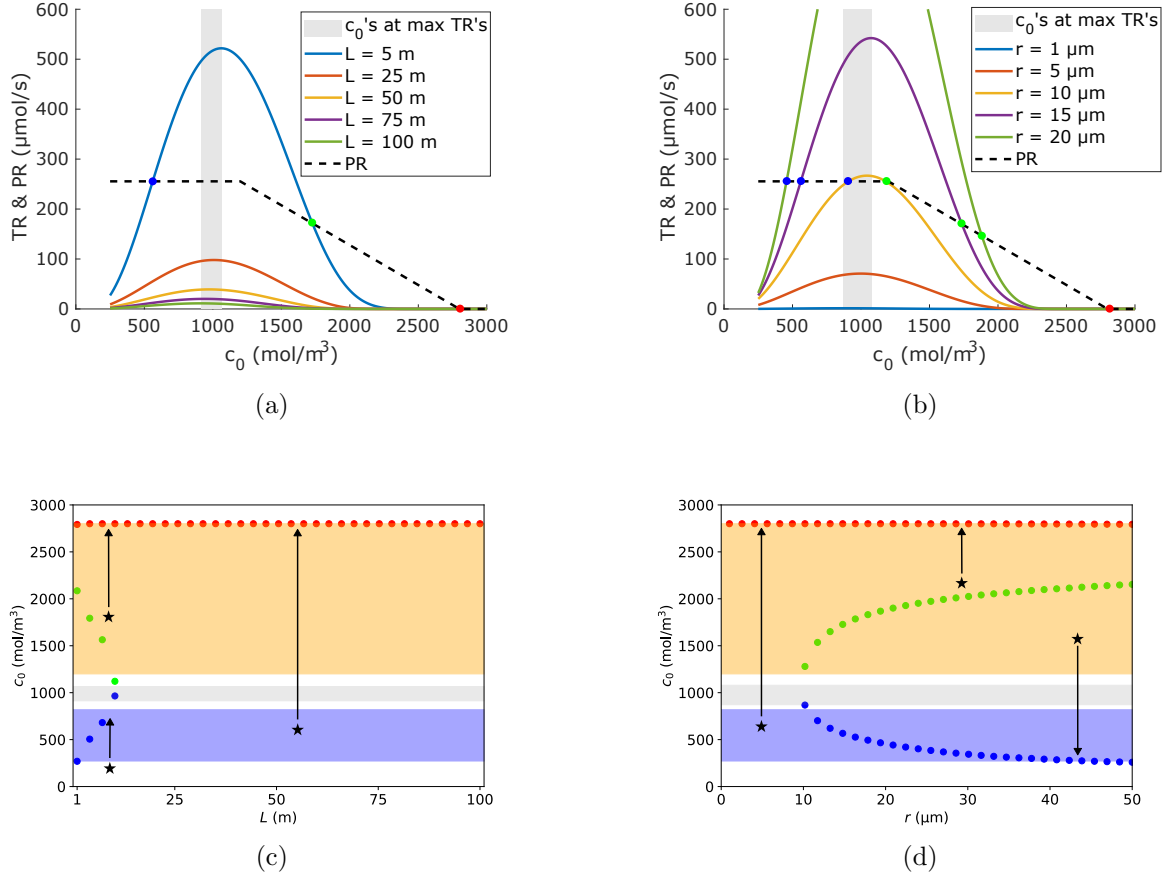 600
500
400
300
200
100
0
TR & PR (μmol/s)
0 500 1000 1500 2000 2500 3000
c0 (mol/m3)
c0's at max TR's
L = 5 m
L = 25 m
L = 50 m
L = 75 m
L = 100 m
PR
(a)
600
500
400
300
200
100
0
TR & PR (μmol/s)
0 500 1000 1500 2000 2500 3000
c0 (mol/m3)
c0's at max TR's
r = 1 μm
r = 5 μm
r = 10 μm
r = 15 μm
r = 20 μm
PR
(b)
3000
2500
2000
1500
1000
500
0
c0 (mol/m3)
1 25 50 75 100
L (m)
(c)
3000
2500
2000
1500
1000
500
0
c0 (mol/m3)
0 10 20 30 40 50
r (μm)
(d)